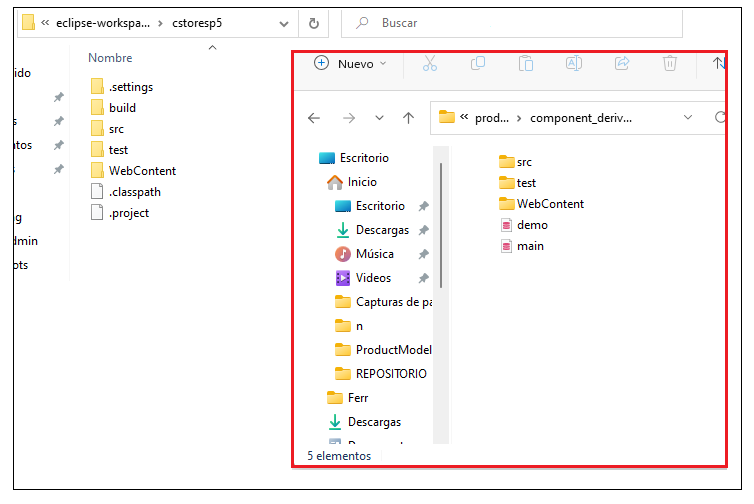 « eclipse-workspa... › cstoresp5
Buscar
Nombre
.settings
build
src
test
WebContent
.classpath
.project
ido
s
ntos
s
ng
dmin
ots
Nuevo
« prod... › component_deriv...
Escritorio
Inicio
Escritorio
Descargas
Música
Videos
Capturas de pa
n
ProductModel
REPOSITORIO
Ferr
Descargas
src
test
WebContent
demo
main
5 elementos